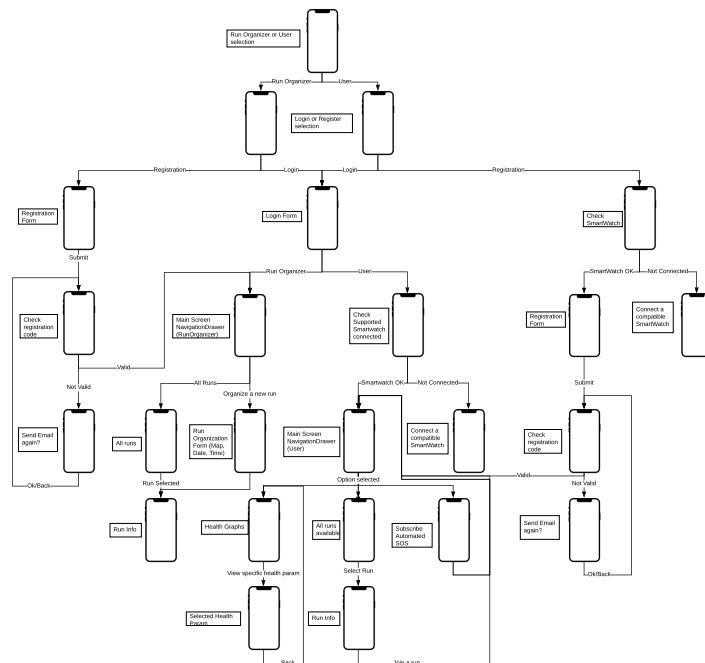 Run Organizer or User
selection
Run Organizer
User
Login or Register
selection
Registration
Login
Login
Registration
Registration
Form
Login Form
Check
SmartWatch
Submit
Run Organizer
User
SmartWatch OK
Not Connected
Check
registration
code
Main Screen
NavigationDrawer
(RunOrganizer)
Check
Supported
Smartwatch
connected
Registration
Form
Connect a
compatible
SmartWatch
Valid
Not Valid
All Runs
Organize a new run
Smartwatch OK
Not Connected
Submit
Send Email
again?
All runs
Run
Organization
Form (Map,
Date, Time)
Main Screen
NavigationDrawer
(User)
Connect a
compatible
SmartWatch
Check
registration
code
Ok/Back
Run Selected
Option selected
Valid
Not Valid
Run Info
Health Graphs
All runs
available
Subscribe
Automated
SOS
Send Email
again?
View specific health param
Select Run
Ok/Back
Selected Health
Param
Run Info
Back
Join a run